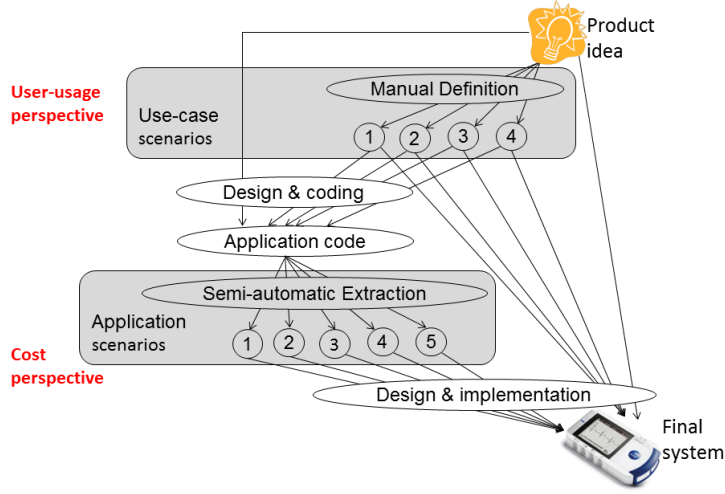 Product
idea
User-usage
perspective
Manual Definition
Use-case
scenarios
1 2 3 4
Design & coding
Application code
Semi-automatic Extraction
Application
scenarios
1 2 3 4 5
Cost
perspective
Design & implementation
Final
system